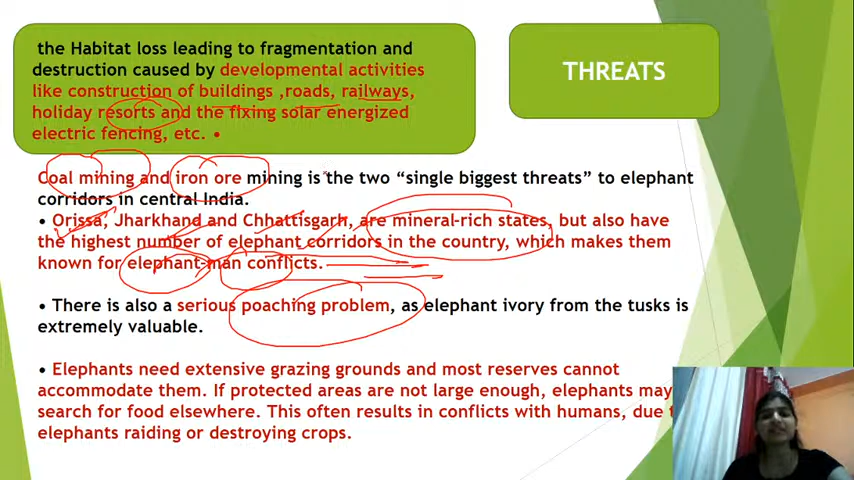 the Habitat loss leading to fragmentation and
destruction caused by developmental activities
like construction of buildings ,roads, railways,
holiday resorts and the fixing solar energized
electric fencing, etc. •
THREATS
Coal mining and iron ore mining is the two “single biggest threats” to elephant
corridors in central India.
• Orissa, Jharkhand and Chhattisgarh, are mineral-rich states, but also have
the highest number of elephant corridors in the country, which makes them
known for elephant-man conflicts.
• There is also a serious poaching problem, as elephant ivory from the tusks is
extremely valuable.
• Elephants need extensive grazing grounds and most reserves cannot
accommodate them. If protected areas are not large enough, elephants may
search for food elsewhere. This often results in conflicts with humans, due
elephants raiding or destroying crops.